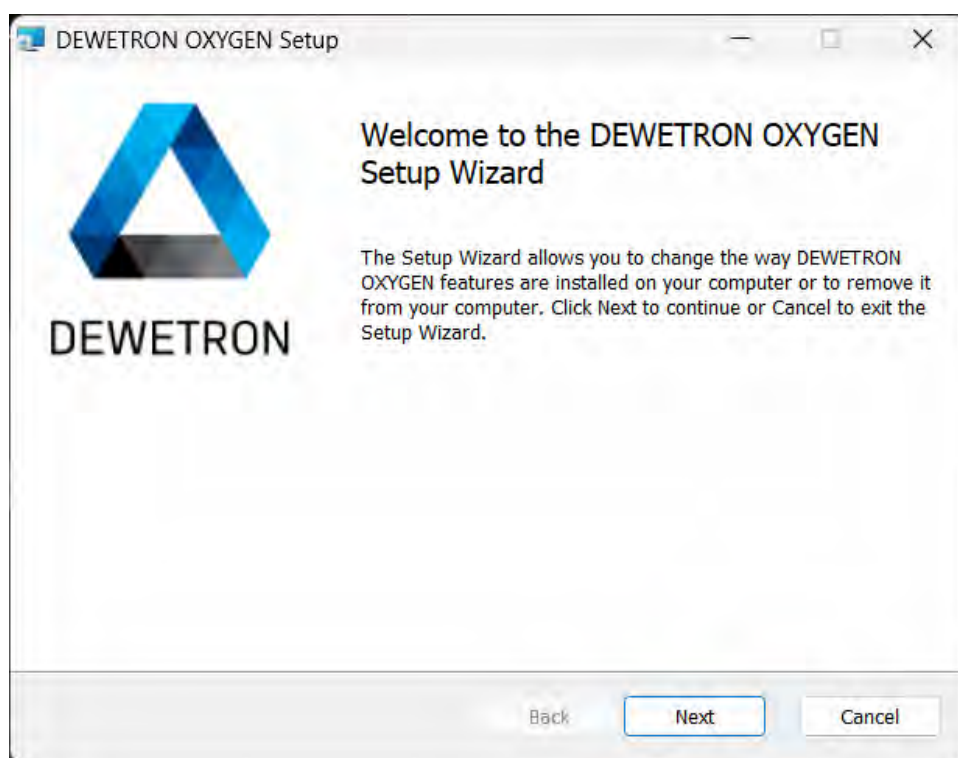 DEWETRON OXYGEN Setup
Welcome to the DEWETRON OXYGEN
Setup Wizard
The Setup Wizard allows you to change the way DEWETRON
OXYGEN features are installed on your computer or to remove it
from your computer. Click Next to continue or Cancel to exit the
Setup Wizard.
DEWETRON
Back
Next
Cancel